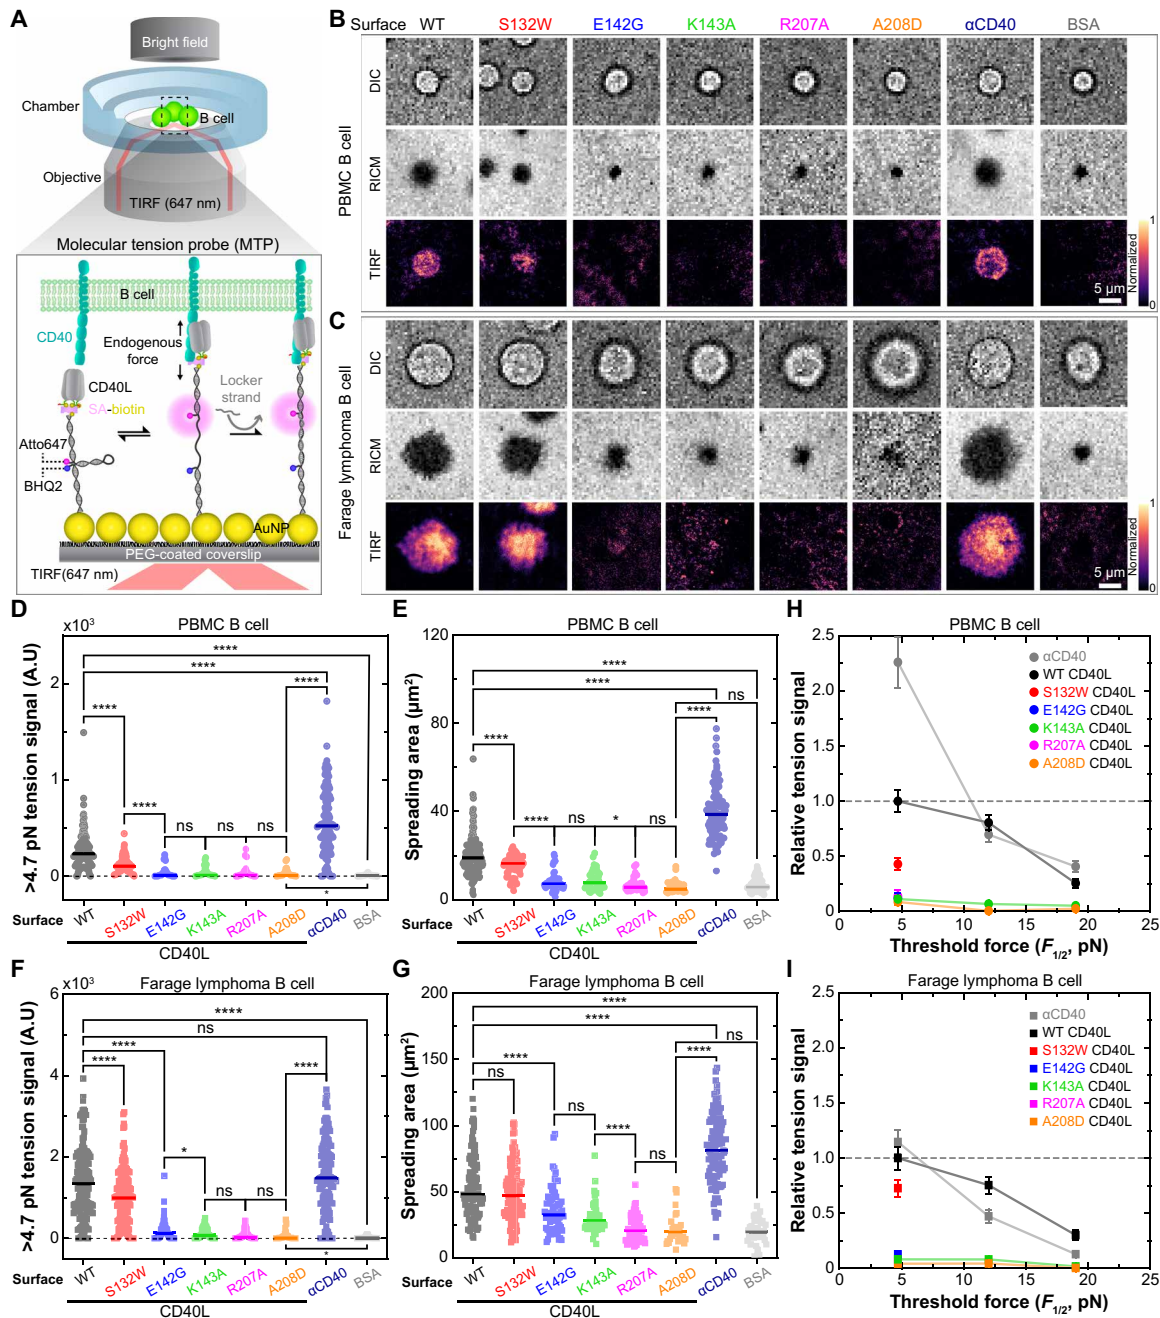 A
Bright field
Chamber
B cell
Objective
TIRF (647 nm)
Molecular tension probe (MTP)
B cell
CD40
Endogenous
force
CD40L
SA-biotin
Locker
strand
Atto647
BHQ2
AuNP
PEG-coated coverslip
TIRF(647 nm)
B
Surface WT S132W E142G K143A R207A A208D αCD40 BSA
PBMC B cell
DIC
RICM
TIRF
5 µm
1
Normalized
0
C
Farage lymphoma B cell
DIC
RICM
TIRF
5 µm
1
Normalized
0
D
x10³
PBMC B cell
>4.7 pN tension signal (A.U)
2
1
0
**** **** **** **** **** ns ns ns *
Surface WT S132W E142G K143A R207A A208D αCD40 BSA
CD40L
E
PBMC B cell
Spreading area (µm²)
120
80
40
0
**** **** ns **** **** **** ns * ns
Surface WT S132W E142G K143A R207A A208D αCD40 BSA
CD40L
H
PBMC B cell
Relative tension signal
2.5
2.0
1.5
1.0
0.5
0
αCD40
WT CD40L
S132W CD40L
E142G CD40L
K143A CD40L
R207A CD40L
A208D CD40L
0 5 10 15 20 25
Threshold force (F1/2, pN)
F
x10³
Farage lymphoma B cell
>4.7 pN tension signal (A.U)
6
4
2
0
**** ns **** **** **** * ns ns *
Surface WT S132W E142G K143A R207A A208D αCD40 BSA
CD40L
G
Farage lymphoma B cell
Spreading area (µm²)
200
150
100
50
0
**** **** ns **** **** ns ns **** ns
Surface WT S132W E142G K143A R207A A208D αCD40 BSA
CD40L
I
Farage lymphoma B cell
Relative tension signal
2.5
2.0
1.5
1.0
0.5
0
αCD40
WT CD40L
S132W CD40L
E142G CD40L
K143A CD40L
R207A CD40L
A208D CD40L
0 5 10 15 20 25
Threshold force (F1/2, pN)